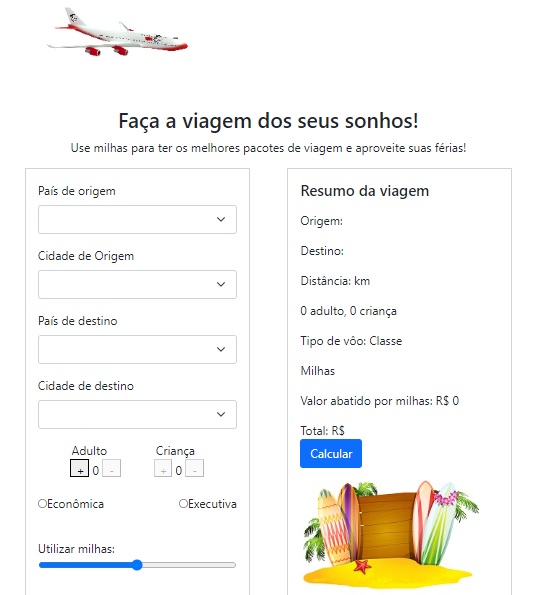 Faça a viagem dos seus sonhos!
Use milhas para ter os melhores pacotes de viagem e aproveite suas férias!
País de origem
Cidade de Origem
País de destino
Cidade de destino
Adulto Criança
+ 0 - + 0 -
Econômica Executiva
Utilizar milhas:
Resumo da viagem
Origem:
Destino:
Distância: km
0 adulto, 0 criança
Tipo de vôo: Classe
Milhas
Valor abatido por milhas: R$ 0
Total: R$
Calcular